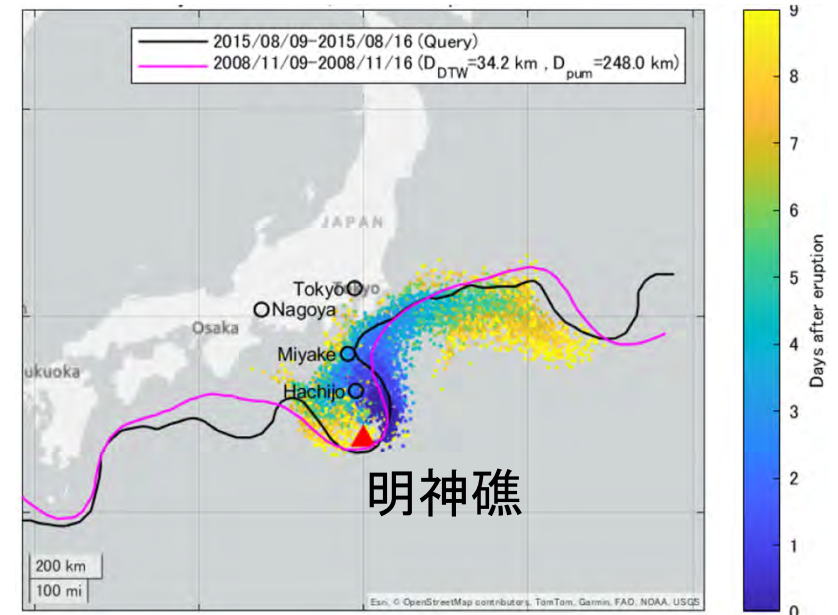 2015/08/09-2015/08/16 (Query)
2008/11/09-2008/11/16 (D_DTW=34.2 km , D_pum=248.0 km)
JAPAN
Tokyo
Tokyo
Nagoya
Osaka
Miyake
ukuoka
Hachijo
明神礁
200 km
100 mi
Esri, © OpenStreetMap contributors, TomTom, Garmin, FAO, NOAA, USGS
9
8
7
6
5
4
3
2
1
0
Days after eruption